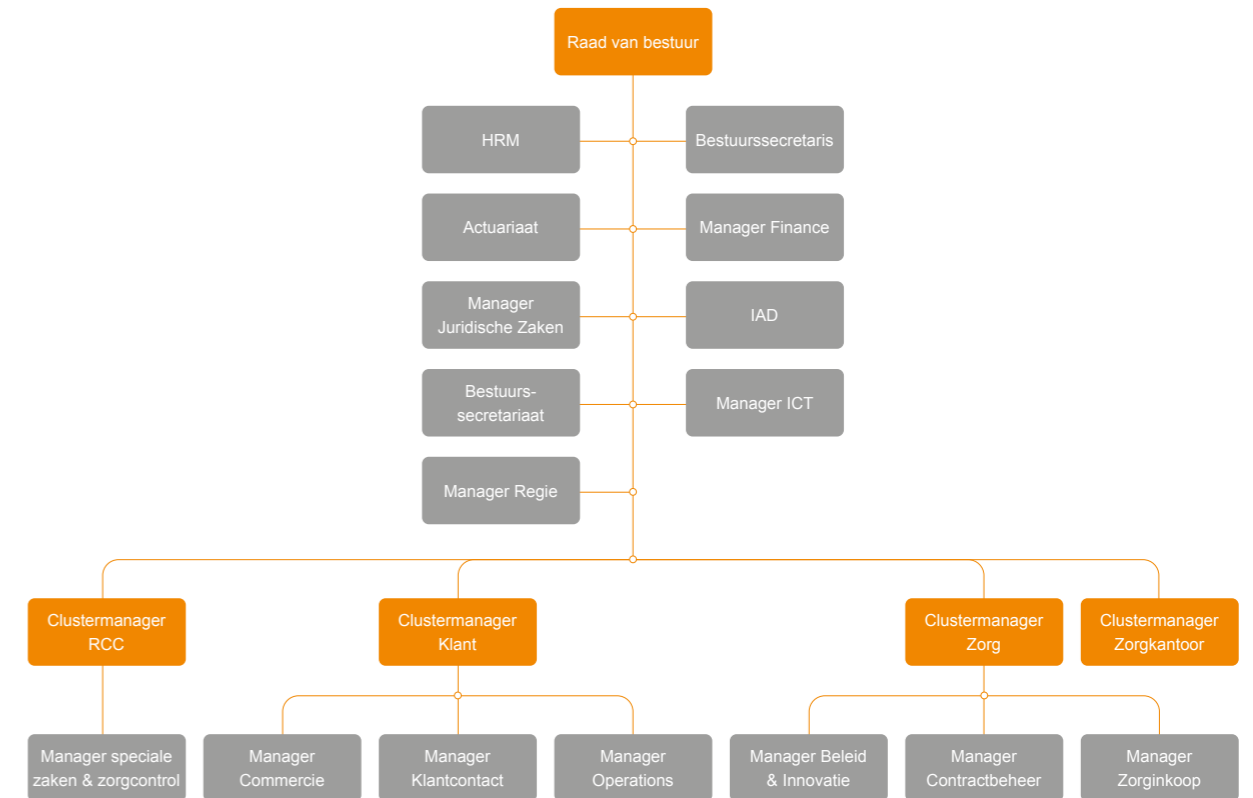 Raad van bestuur
HRM
Bestuurssecretaris
Actuariaat
Manager Finance
Manager
Juridische Zaken
IAD
Bestuurs-
secretariaat
Manager ICT
Manager Regie
Clustermanager
RCC
Clustermanager
Klant
Clustermanager
Zorg
Clustermanager
Zorgkantoor
Manager speciale
zaken & zorgcontrol
Manager
Commercie
Manager
Klantcontact
Manager
Operations
Manager Beleid
& Innovatie
Manager
Contractbeheer
Manager
Zorginkoop